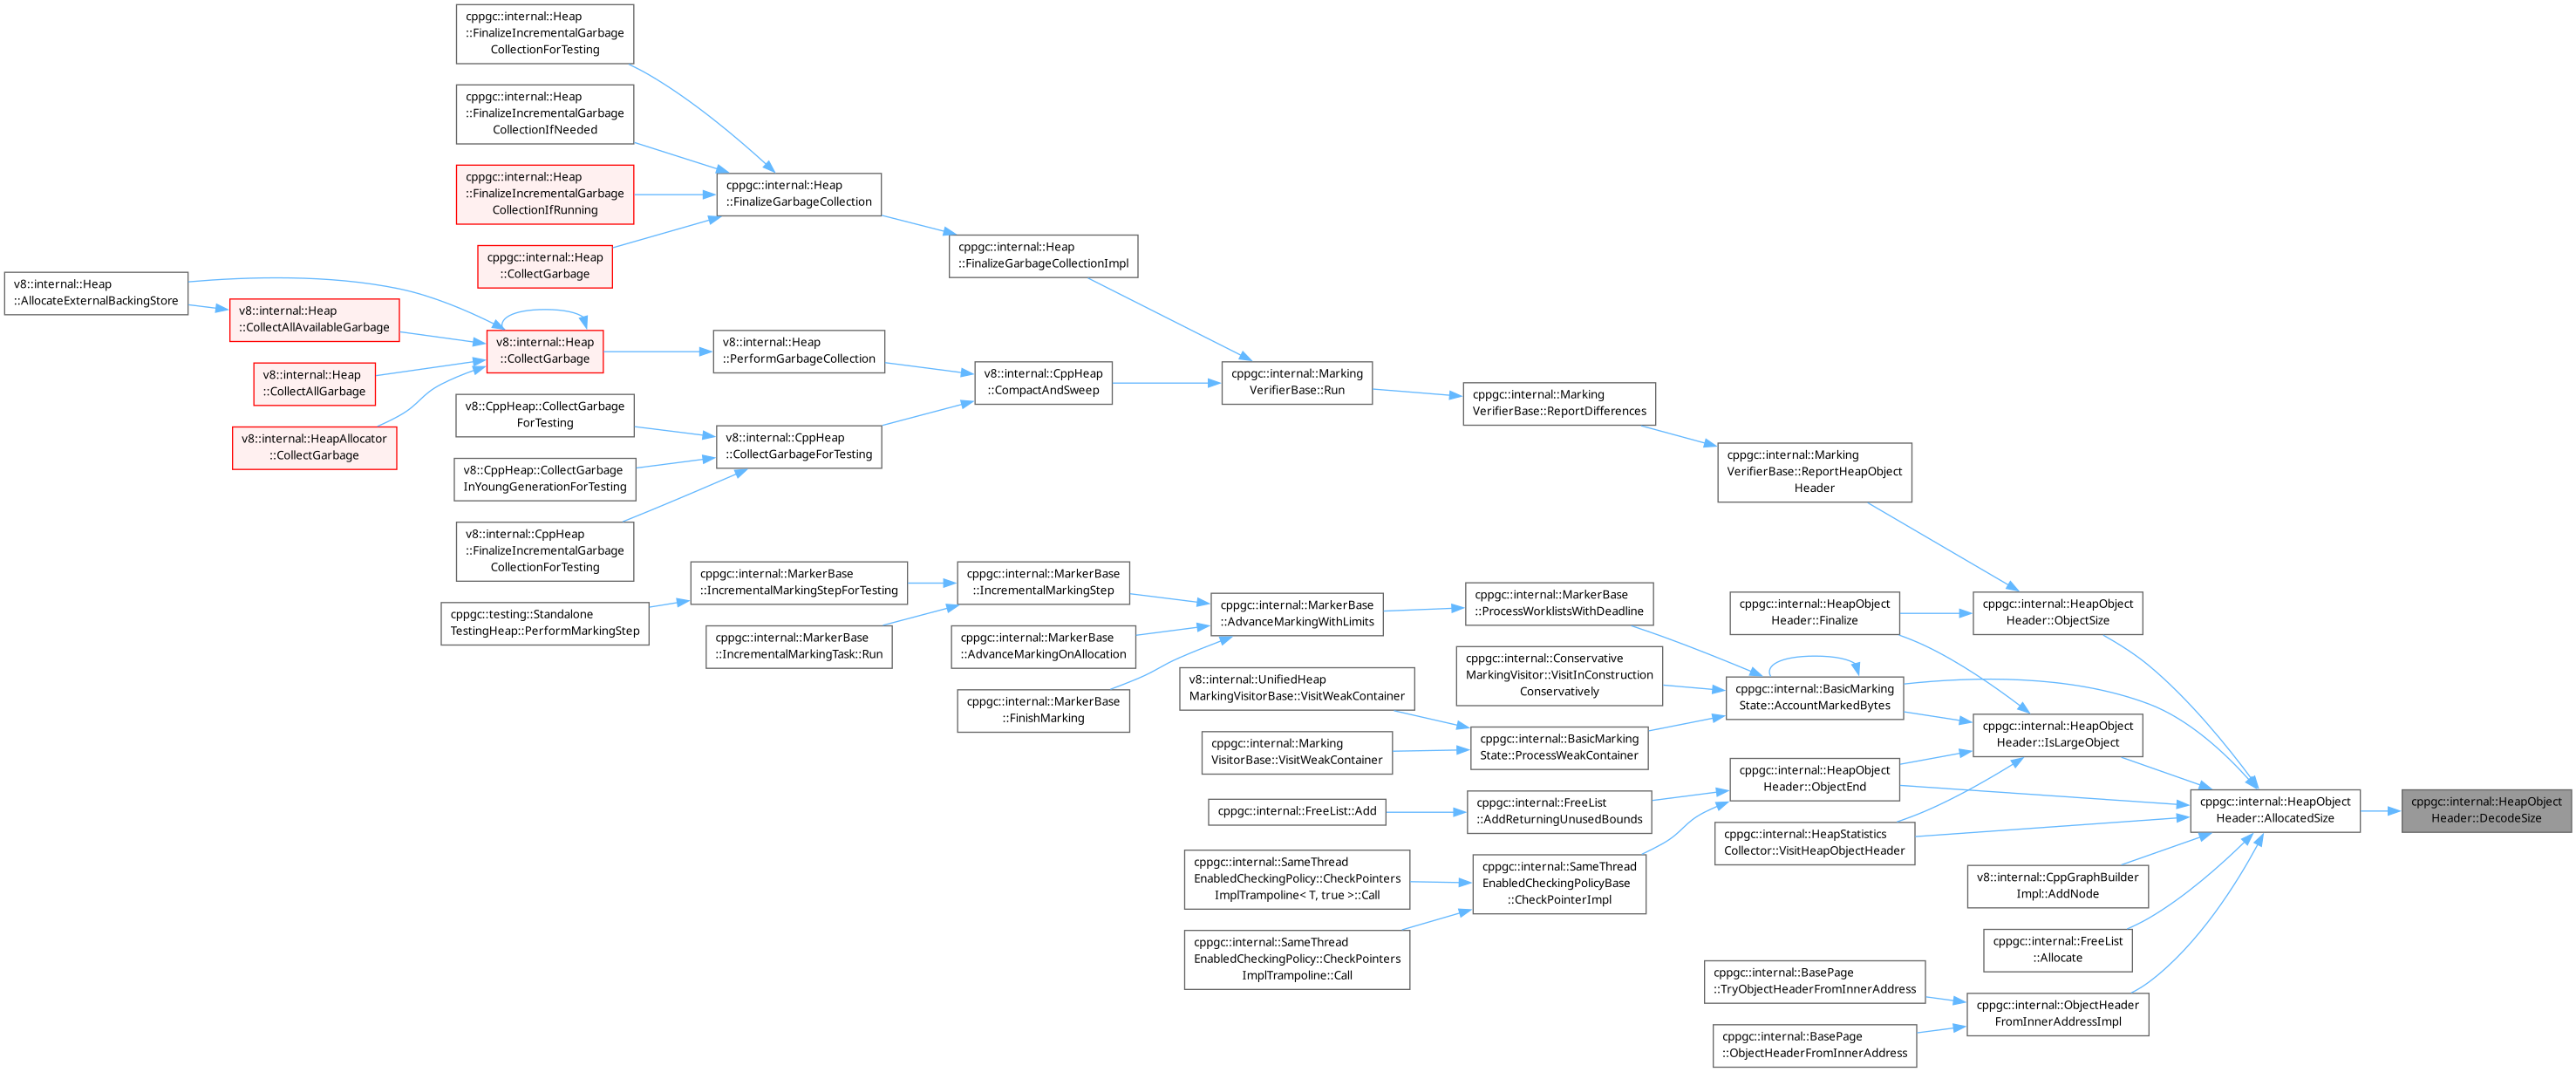 cppgc::internal::Heap
::FinalizeIncrementalGarbage
CollectionForTesting
cppgc::internal::Heap
::FinalizeIncrementalGarbage
CollectionIfNeeded
cppgc::internal::Heap
::FinalizeIncrementalGarbage
CollectionIfRunning
cppgc::internal::Heap
::CollectGarbage
cppgc::internal::Heap
::FinalizeGarbageCollection
cppgc::internal::Heap
::FinalizeGarbageCollectionImpl
v8::internal::Heap
::AllocateExternalBackingStore
v8::internal::Heap
::CollectAllAvailableGarbage
v8::internal::Heap
::CollectAllGarbage
v8::internal::HeapAllocator
::CollectGarbage
v8::internal::Heap
::CollectGarbage
v8::internal::Heap
::PerformGarbageCollection
v8::CppHeap::CollectGarbage
ForTesting
v8::CppHeap::CollectGarbage
InYoungGenerationForTesting
v8::internal::CppHeap
::FinalizeIncrementalGarbage
CollectionForTesting
v8::internal::CppHeap
::CollectGarbageForTesting
v8::internal::CppHeap
::CompactAndSweep
cppgc::internal::Marking
VerifierBase::Run
cppgc::internal::Marking
VerifierBase::ReportDifferences
cppgc::internal::Marking
VerifierBase::ReportHeapObject
Header
cppgc::testing::Standalone
TestingHeap::PerformMarkingStep
cppgc::internal::MarkerBase
::IncrementalMarkingStepForTesting
cppgc::internal::MarkerBase
::IncrementalMarkingTask::Run
cppgc::internal::MarkerBase
::IncrementalMarkingStep
cppgc::internal::MarkerBase
::AdvanceMarkingOnAllocation
cppgc::internal::MarkerBase
::FinishMarking
cppgc::internal::MarkerBase
::AdvanceMarkingWithLimits
cppgc::internal::MarkerBase
::ProcessWorklistsWithDeadline
cppgc::internal::Conservative
MarkingVisitor::VisitInConstruction
Conservatively
v8::internal::UnifiedHeap
MarkingVisitorBase::VisitWeakContainer
cppgc::internal::Marking
VisitorBase::VisitWeakContainer
cppgc::internal::BasicMarking
State::ProcessWeakContainer
cppgc::internal::FreeList::Add
cppgc::internal::FreeList
::AddReturningUnusedBounds
cppgc::internal::SameThread
EnabledCheckingPolicy::CheckPointers
ImplTrampoline< T, true >::Call
cppgc::internal::SameThread
EnabledCheckingPolicy::CheckPointers
ImplTrampoline::Call
cppgc::internal::SameThread
EnabledCheckingPolicyBase
::CheckPointerImpl
cppgc::internal::HeapObject
Header::Finalize
cppgc::internal::BasicMarking
State::AccountMarkedBytes
cppgc::internal::HeapObject
Header::ObjectEnd
cppgc::internal::HeapStatistics
Collector::VisitHeapObjectHeader
cppgc::internal::HeapObject
Header::ObjectSize
cppgc::internal::HeapObject
Header::IsLargeObject
v8::internal::CppGraphBuilder
Impl::AddNode
cppgc::internal::FreeList
::Allocate
cppgc::internal::BasePage
::TryObjectHeaderFromInnerAddress
cppgc::internal::BasePage
::ObjectHeaderFromInnerAddress
cppgc::internal::ObjectHeader
FromInnerAddressImpl
cppgc::internal::HeapObject
Header::AllocatedSize
cppgc::internal::HeapObject
Header::DecodeSize